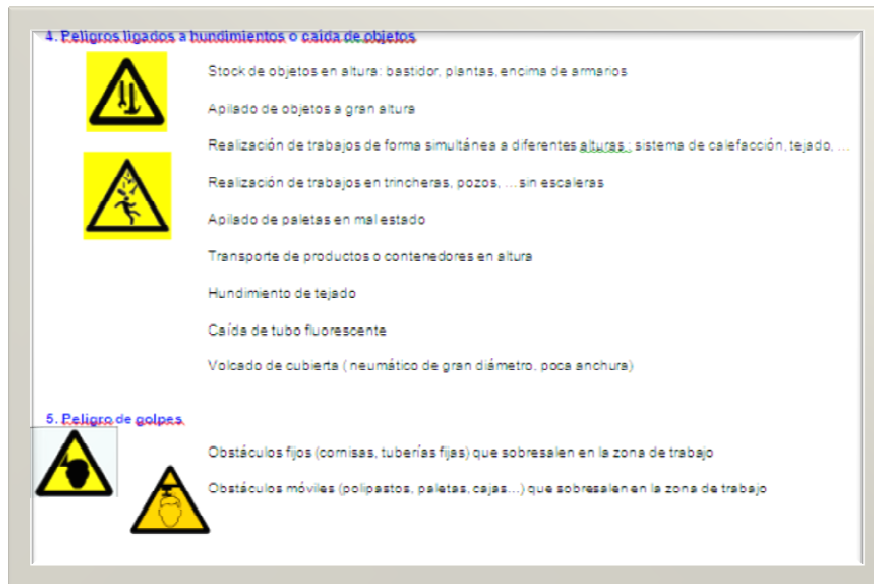 4. Peligros ligados a hundimientos o caída de objetos
Stock de objetos en altura: bastidor, plantas, encima de armarios
Apilado de objetos a gran altura
Realización de trabajos de forma simultánea a diferentes alturas.: sistema de calefacción, tejado, ...
Realización de trabajos en trincheras, pozos, ...sin escaleras
Apilado de paletas en mal estado
Transporte de productos o contenedores en altura
Hundimiento de tejado
Caída de tubo fluorescente
Volcado de cubierta ( neumático de gran diámetro, poca anchura)
5. Peligro de golpes
Obstáculos fijos (cornisas, tuberías fijas) que sobresalen en la zona de trabajo
Obstáculos móviles (polipastos, paletas, cajas...) que sobresalen en la zona de trabajo